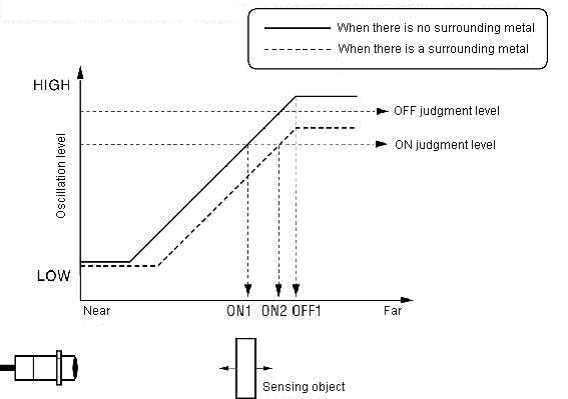 When there is no surrounding metal
When there is a surrounding metal
HIGH
OFF judgment level
ON judgment level
Oscillation level
LOW
Near
ON1
ON2
OFF1
Far
Sensing object